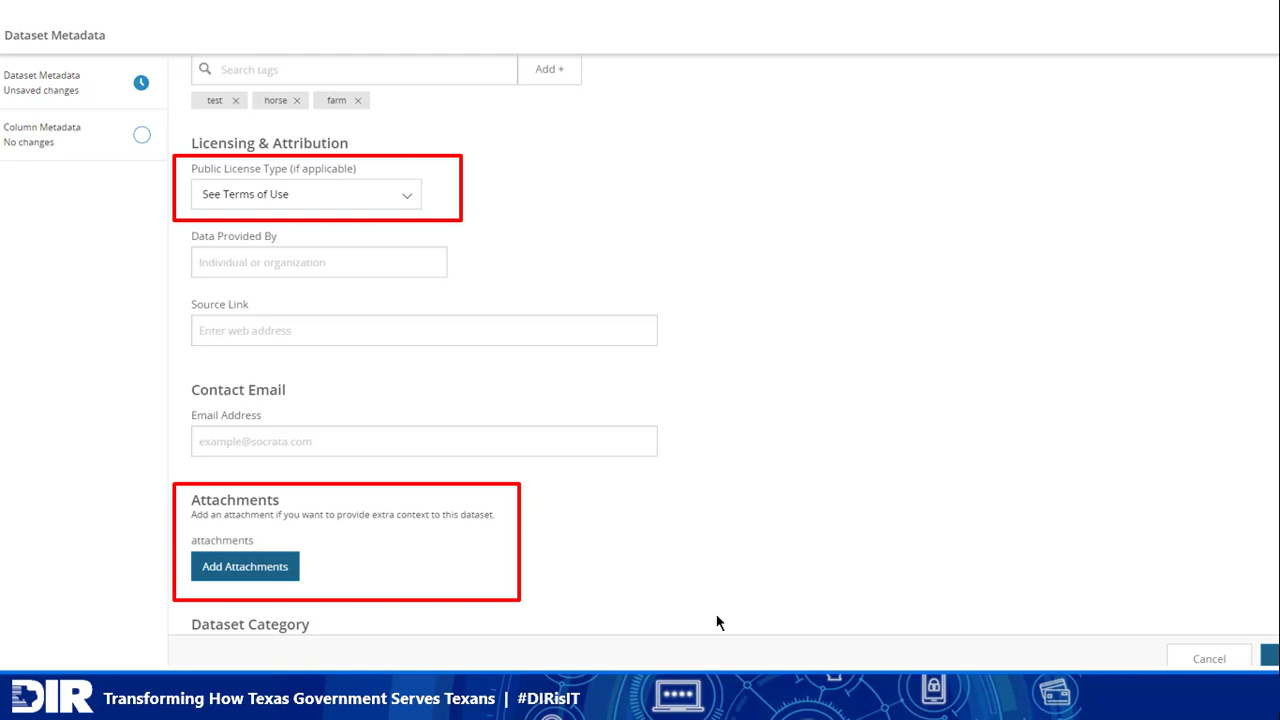 Dataset Metadata
Dataset Metadata
Unsaved changes
Column Metadata
No changes
Search tags
Add +
test ×
horse ×
farm ×
Licensing & Attribution
Public License Type (if applicable)
See Terms of Use
Data Provided By
Individual or organization
Source Link
Enter web address
Contact Email
Email Address
example@socrata.com
Attachments
Add an attachment if you want to provide extra context to this dataset.
attachments
Add Attachments
Dataset Category
Cancel
DIR Transforming How Texas Government Serves Texans | #DIRisIT